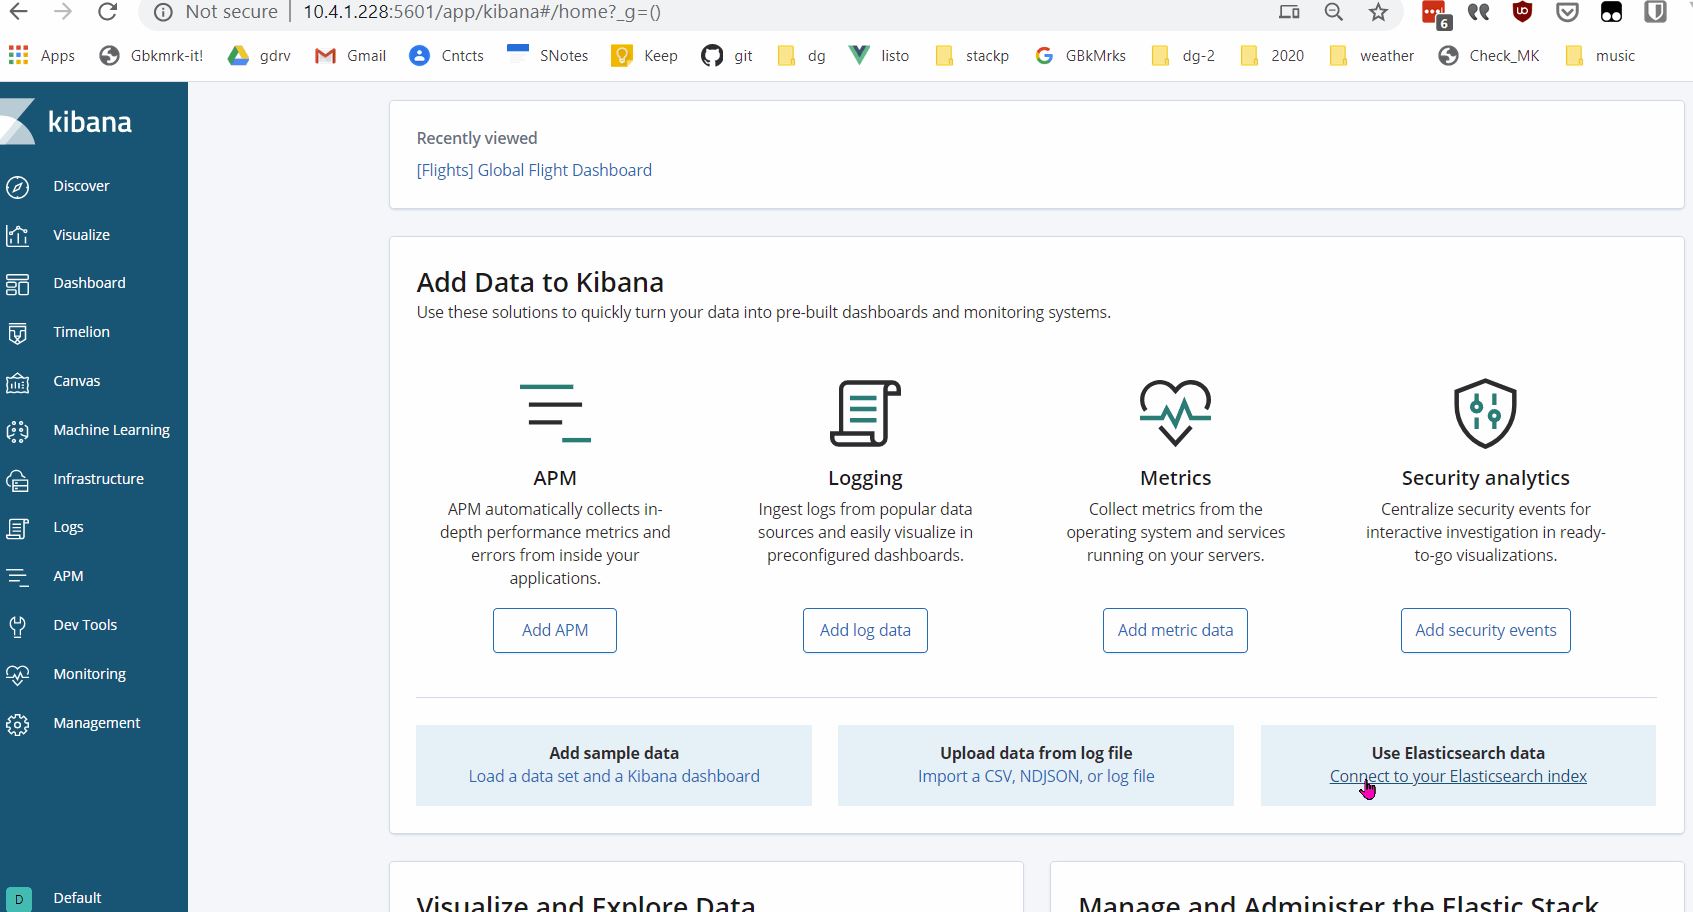 Not secure 10.4.1.228:5601/app/kibana#/home?_g=()
6
Apps Gbkmrk-it! gdrv Gmail Cntcts SNotes Keep git dg listo stackp GBkMrks dg-2 2020 weather Check_MK music
kibana
Discover
Visualize
Dashboard
Timelion
Canvas
Machine Learning
Infrastructure
Logs
APM
Dev Tools
Monitoring
Management
D Default
Recently viewed
[Flights] Global Flight Dashboard
Add Data to Kibana
Use these solutions to quickly turn your data into pre-built dashboards and monitoring systems.
APM
APM automatically collects in-
depth performance metrics and
errors from inside your
applications.
Add APM
Logging
Ingest logs from popular data
sources and easily visualize in
preconfigured dashboards.
Add log data
Metrics
Collect metrics from the
operating system and services
running on your servers.
Add metric data
Security analytics
Centralize security events for
interactive investigation in ready-
to-go visualizations.
Add security events
Add sample data
Load a data set and a Kibana dashboard
Upload data from log file
Import a CSV, NDJSON, or log file
Use Elasticsearch data
Connect to your Elasticsearch index
Visualize and Explore Data
Manage and Administer the Elastic Stack